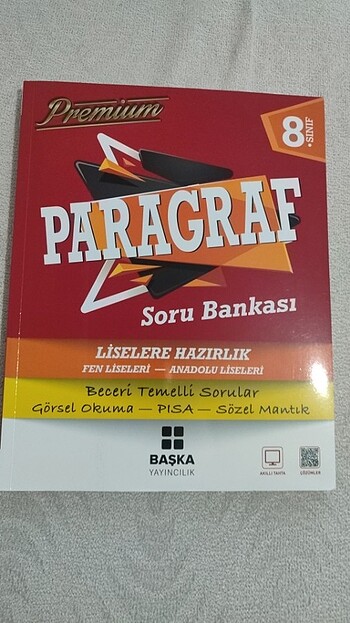 Premium
8. SINIF
PARAGRAF
Soru Bankası
LİSELERE HAZIRLIK
FEN LİSELERİ — ANADOLU LİSELERİ
Beceri Temelli Sorular
Görsel Okuma — PISA — Sözel Mantık
BAŞKA
YAYINCILIK
AKILLI TAHTA
ÇÖZÜMLER